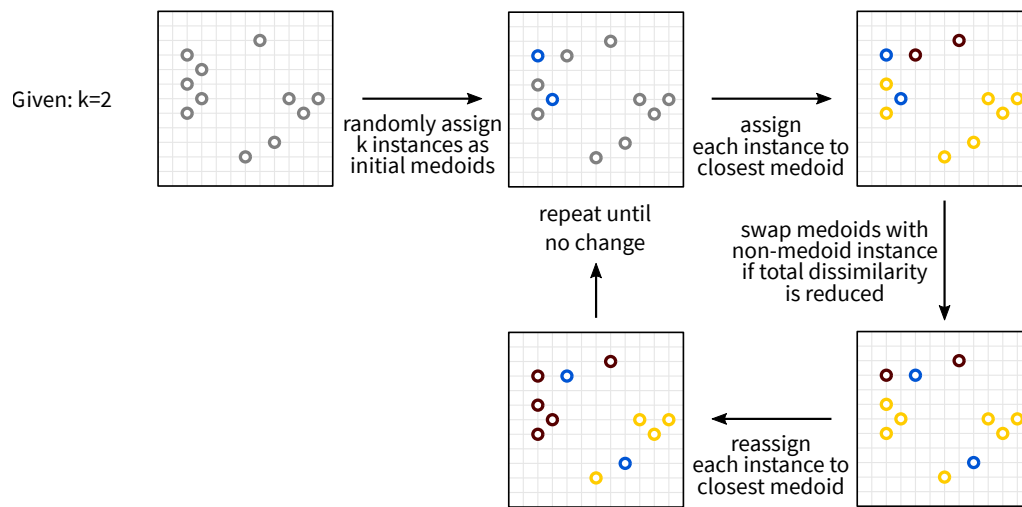 Given: k=2
randomly assign
k instances as
initial medoids
assign
each instance to
closest medoid
swap medoids with
non-medoid instance
if total dissimilarity
is reduced
reassign
each instance to
closest medoid
repeat until
no change